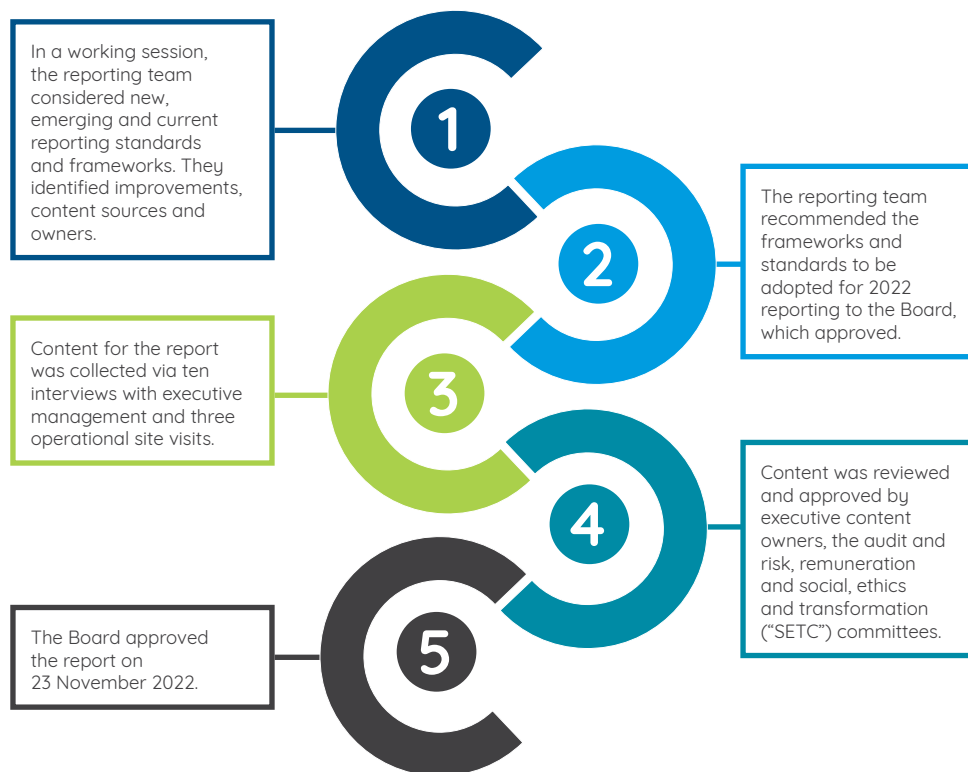 1
In a working session,
the reporting team
considered new,
emerging and current
reporting standards
and frameworks. They
identified improvements,
content sources and
owners.
2
The reporting team
recommended the
frameworks and
standards to be
adopted for 2022
reporting to the Board,
which approved.
3
Content for the report
was collected via ten
interviews with executive
management and three
operational site visits.
4
Content was reviewed
and approved by
executive content
owners, the audit and
risk, remuneration
and social, ethics
and transformation
(“SETC”) committees.
5
The Board approved
the report on
23 November 2022.